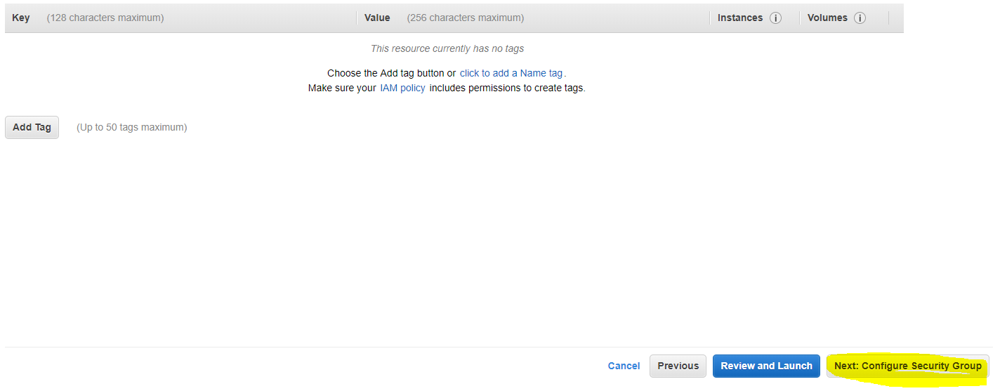 Key (128 characters maximum) Value (256 characters maximum) Instances i Volumes i
This resource currently has no tags
Choose the Add tag button or click to add a Name tag.
Make sure your IAM policy includes permissions to create tags.
Add Tag (Up to 50 tags maximum)
Cancel Previous Review and Launch Next: Configure Security Group